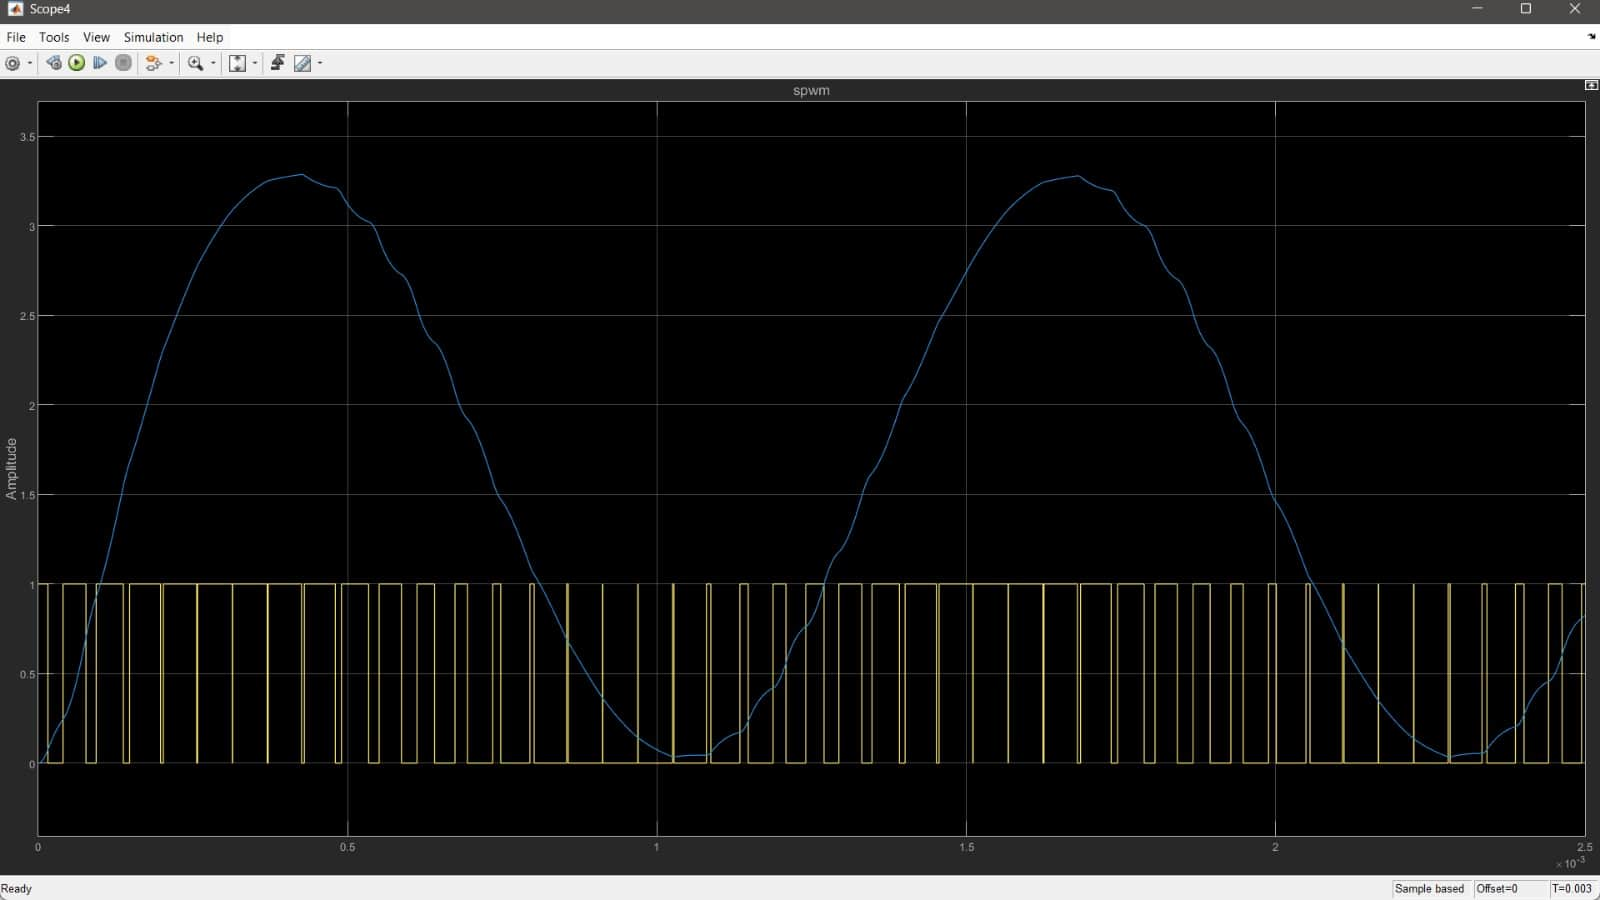 Scope4
File Tools View Simulation Help
spwm
3.5
3
2.5
2
1.5
1
0.5
0
Amplitude
0 0.5 1 1.5 2 2.5
×10-3
Ready Sample based Offset=0 T=0.003